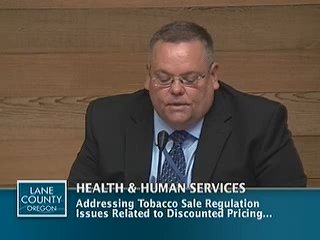 LANE
COUNTY
OREGON
HEALTH & HUMAN SERVICES
Addressing Tobacco Sale Regulation
Issues Related to Discounted Pricing...